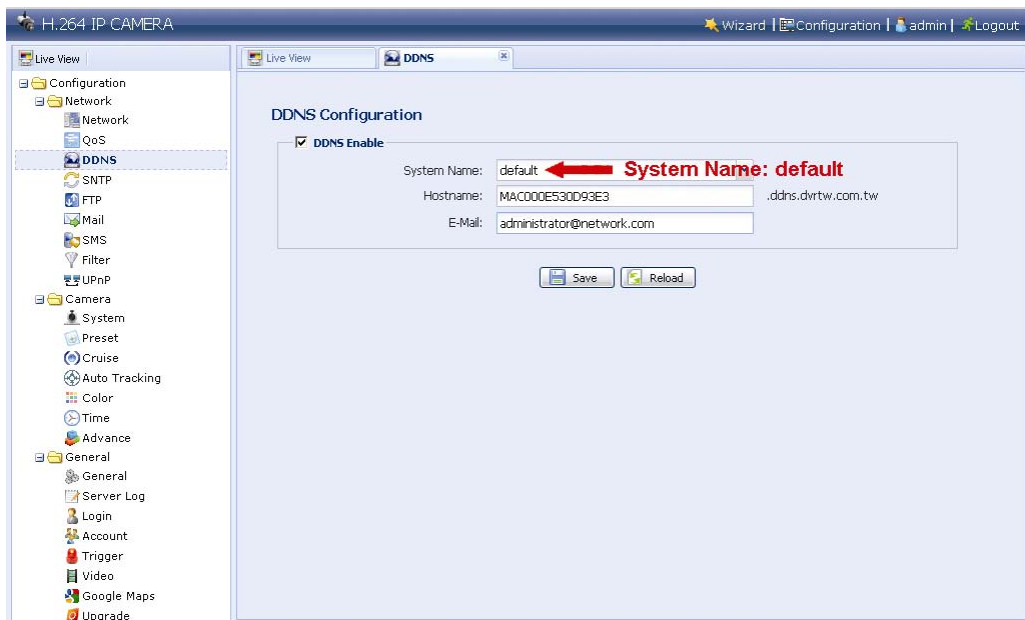 H.264 IP CAMERA
Wizard | Configuration | admin | Logout
Live View
Live View
DDNS
Configuration
Network
Network
QoS
DDNS
SNTP
FTP
Mail
SMS
Filter
UPnP
Camera
System
Preset
Cruise
Auto Tracking
Color
Time
Advance
General
General
Server Log
Login
Account
Trigger
Video
Google Maps
Upgrade
DDNS Configuration
DDNS Enable
System Name: default System Name: default
Hostname: MAC000E530D93E3 .ddns.dvrtw.com.tw
E-Mail: administrator@network.com
Save Reload